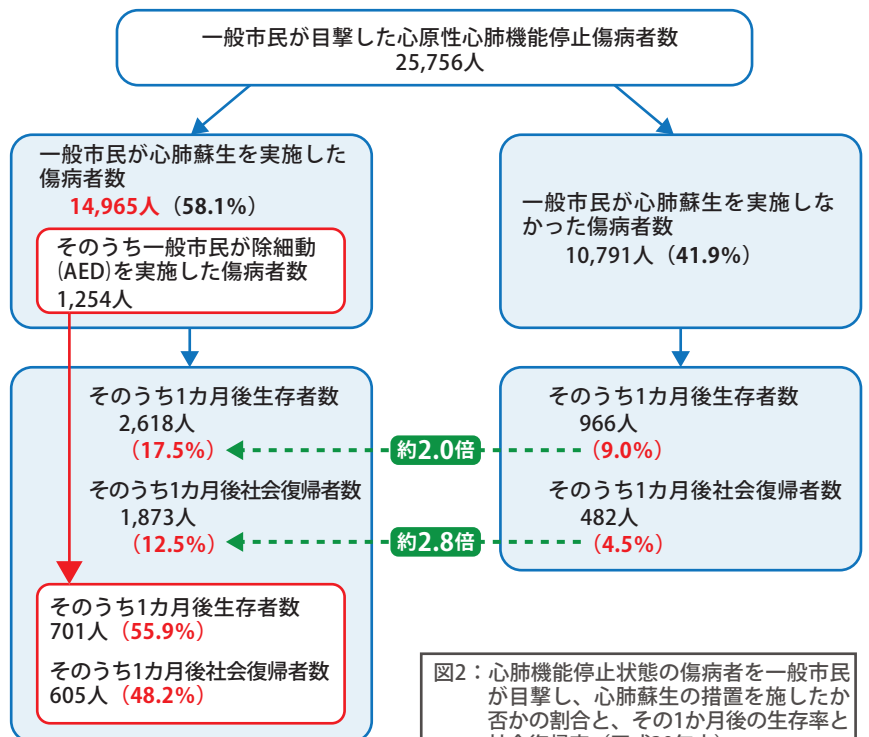 一般市民が目撃した心原性心肺機能停止傷病者数
25,756人
一般市民が心肺蘇生を実施した
傷病者数
14,965人（58.1%）
そのうち一般市民が除細動
(AED)を実施した傷病者数
1,254人
一般市民が心肺蘇生を実施しな
かった傷病者数
10,791人（41.9%）
そのうち1カ月後生存者数
2,618人
（17.5%）
そのうち1カ月後社会復帰者数
1,873人
（12.5%）
約2.0倍
約2.8倍
そのうち1カ月後生存者数
966人
（9.0%）
そのうち1カ月後社会復帰者数
482人
（4.5%）
そのうち1カ月後生存者数
701人（55.9%）
そのうち1カ月後社会復帰者数
605人（48.2%）
図2：心肺機能停止状態の傷病者を一般市民
が目撃し、心肺蘇生の措置を施したか
否かの割合と、その1か月後の生存率と